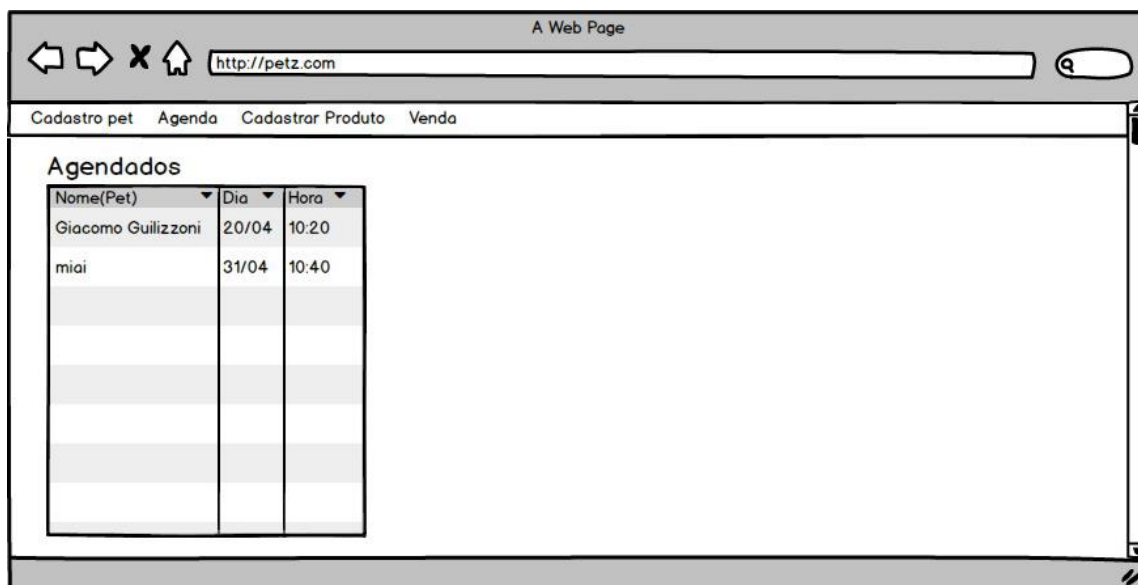 A Web Page
http://petz.com
Cadastro pet Agenda Cadastrar Produto Venda
Agendados
Nome(Pet) Dia Hora
Giacomo Guilizzoni 20/04 10:20
miai 31/04 10:40